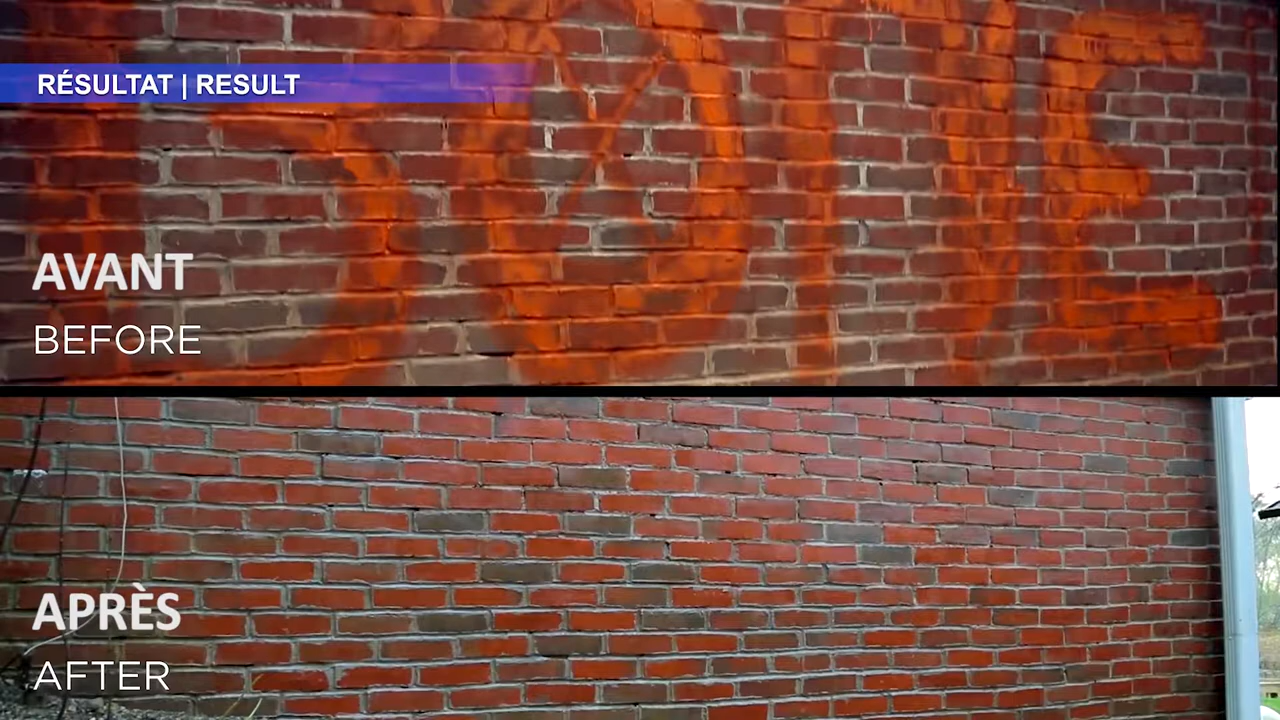 RÉSULTAT | RESULT
AVANT
BEFORE
APRÈS
AFTER